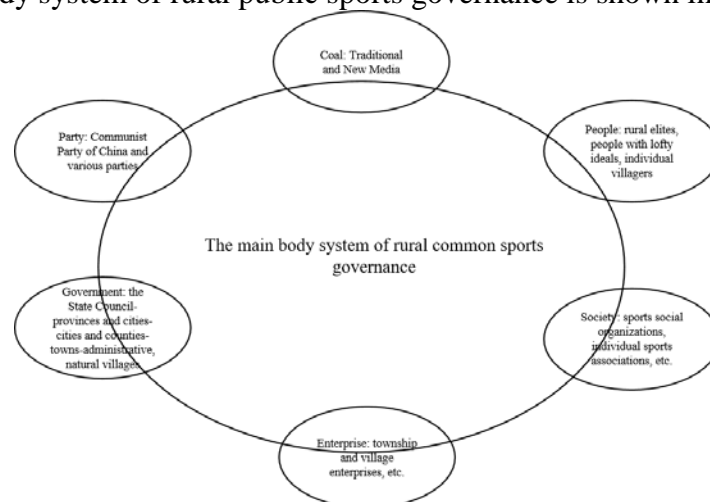 dy system of rural public sports governance is shown in
Coal: Traditional
and New Media
Party: Communist
Party of China and
various parties
People: rural elites,
people with lofty
ideals, individual
villagers
The main body system of rural common sports
governance
Government: the
State Council-
provinces and cities-
cities and counties-
towns-administrative,
natural villages
Society: sports social
organizations,
individual sports
associations, etc.
Enterprise: township
and village
enterprises, etc.